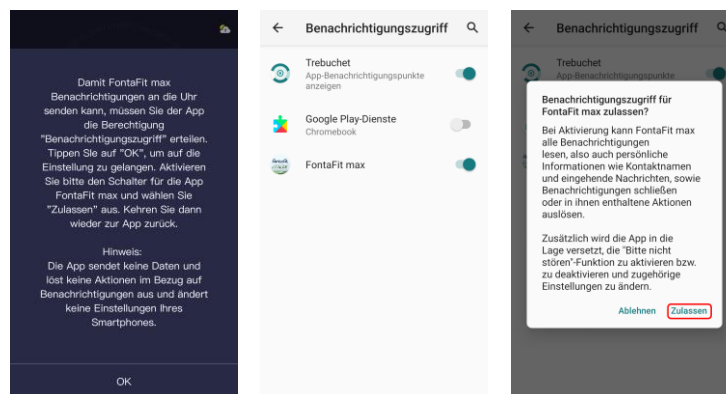 Damit FontaFit max
Benachrichtigungen an die Uhr
senden kann, müssen Sie der App
die Berechtigung
"Benachrichtigungszugriff" erteilen.
Tippen Sie auf "OK", um auf die
Einstellung zu gelangen. Aktivieren
Sie bitte den Schalter für die App
FontaFit max und wählen Sie
"Zulassen" aus. Kehren Sie dann
wieder zur App zurück.
Hinweis:
Die App sendet keine Daten und
löst keine Aktionen im Bezug auf
Benachrichtigungen aus und ändert
keine Einstellungen Ihres
Smartphones.
OK
Benachrichtigungszugriff
Trebuchet
App-Benachrichtigungspunkte
anzeigen
Google Play-Dienste
Chromebook
FontaFit max
Benachrichtigungszugriff
Trebuchet
App-Benachrichtigungspunkte
Benachrichtigungszugriff für
FontaFit max zulassen?
Bei Aktivierung kann FontaFit max
alle Benachrichtigungen
lesen, also auch persönliche
Informationen wie Kontaktnamen
und eingehende Nachrichten, sowie
Benachrichtigungen schließen
oder in ihnen enthaltene Aktionen
auslösen.
Zusätzlich wird die App in die
Lage versetzt, die "Bitte nicht
stören"-Funktion zu aktivieren bzw.
zu deaktivieren und zugehörige
Einstellungen zu ändern.
Ablehnen Zulassen